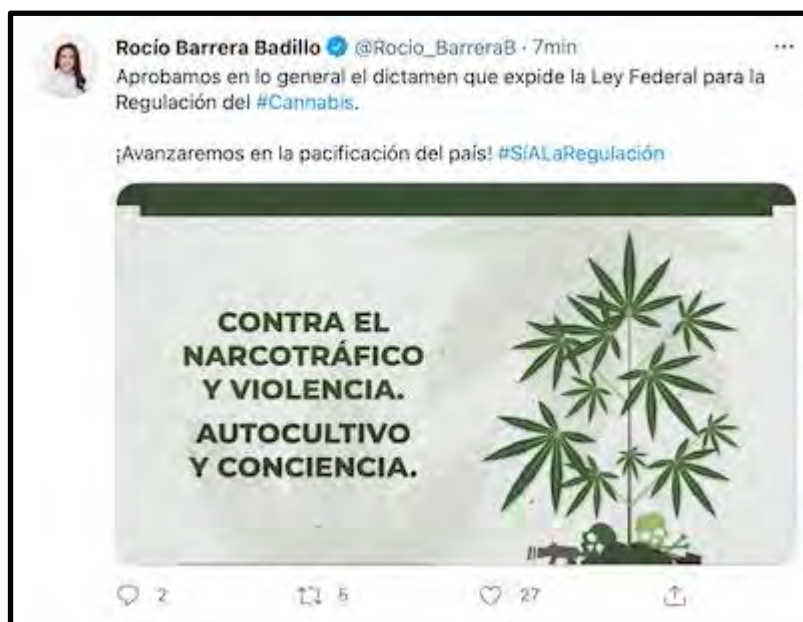 Rocío Barrera Badillo @Rocio_BarreraB · 7min
Aprobamos en lo general el dictamen que expide la Ley Federal para la
Regulación del #Cannabis.
¡Avanzaremos en la pacificación del país! #SíALaRegulación
CONTRA EL
NARCOTRÁFICO
Y VIOLENCIA.
AUTOCULTIVO
Y CONCIENCIA.
2 5 27